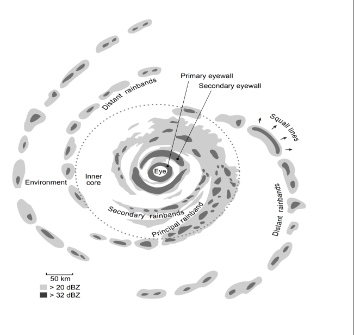 Primary eyewall
Secondary eyewall
Distant rainbands
Squall lines
Eye
Inner
core
Environment
Secondary rainbands
Principal rainband
Distant rainbands
50 km
> 20 dBZ
> 32 dBZ